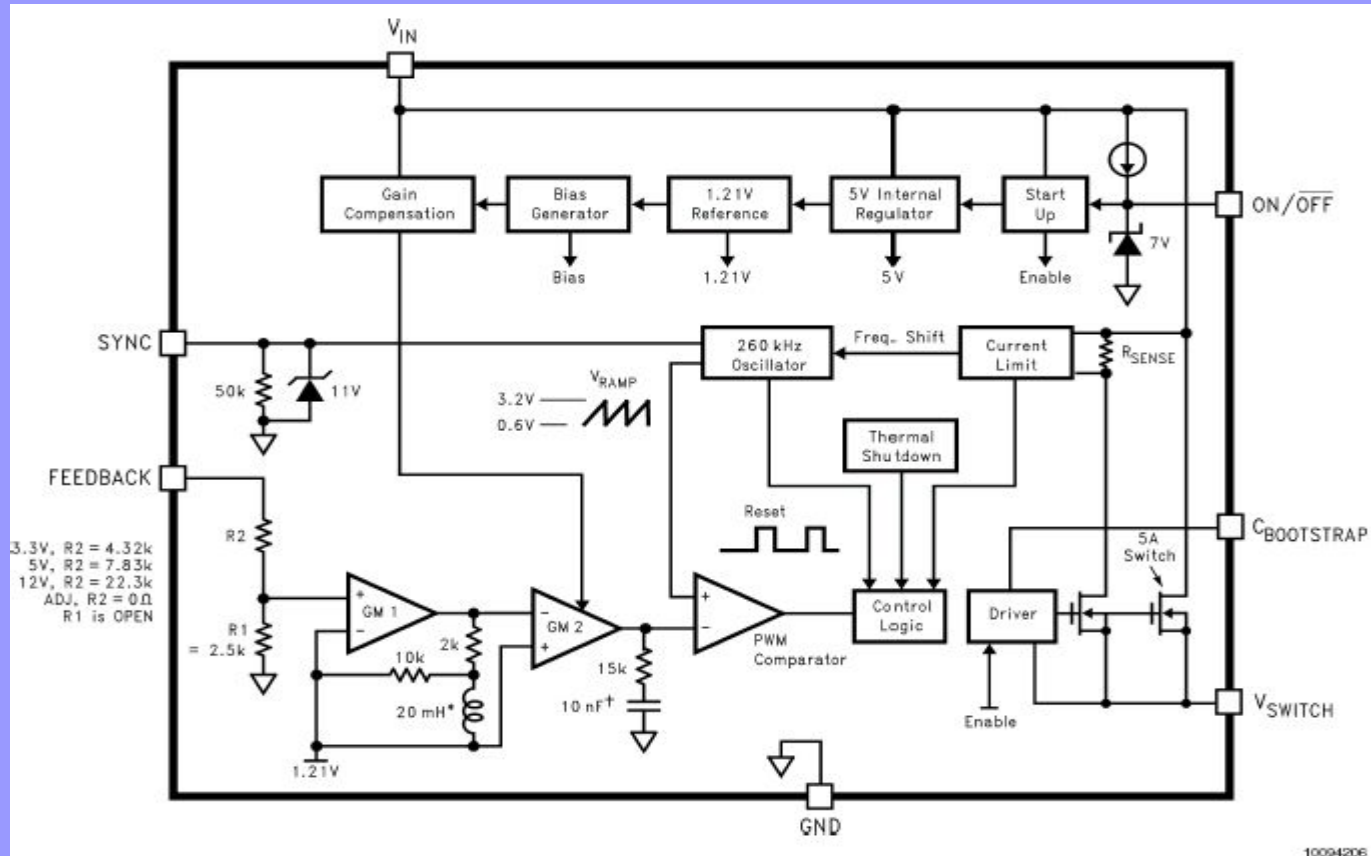 VIN
Gain
Compensation
Bias
Generator
1.21V
Reference
5V Internal
Regulator
Start
Up
ON/OFF
7V
Bias
1.21V
5V
Enable
SYNC
50k
11V
260 kHz
Oscillator
Freq. Shift
Current
Limit
RSENSE
VRAMP
3.2V
0.6V
Thermal
Shutdown
FEEDBACK
R2
3.3V, R2 = 4.32k
5V, R2 = 7.83k
12V, R2 = 22.3k
ADJ, R2 = 0Ω
R1 is OPEN
R1
= 2.5k
+
GM 1
−
2k
10k
20 mH*
1.21V
−
GM 2
+
15k
10 nF†
Reset
+
−
PWM
Comparator
Control
Logic
Driver
Enable
5A
Switch
CBOOTSTRAP
VSWITCH
GND
10094206